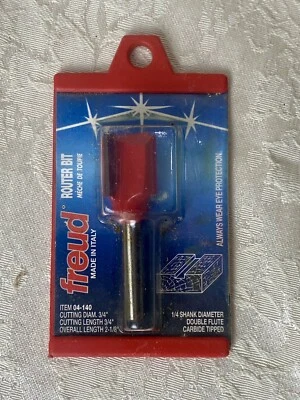 freud®
ROUTER BIT
MÈCHE DE TOUPIE
MADE IN ITALY
ALWAYS WEAR EYE PROTECTION.
ITEM 04-140
CUTTING DIAM. 3/4"
CUTTING LENGTH 3/4"
OVERALL LENGTH 2-1/8"
1/4 SHANK DIAMETER
DOUBLE FLUTE
CARBIDE TIPPED